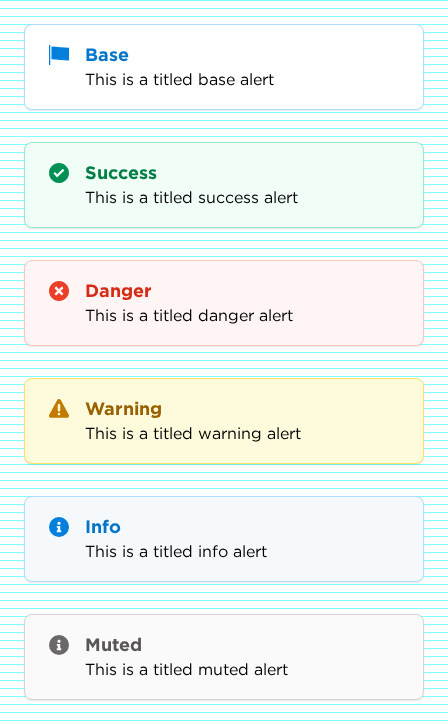 Base
This is a titled base alert
Success
This is a titled success alert
Danger
This is a titled danger alert
Warning
This is a titled warning alert
Info
This is a titled info alert
Muted
This is a titled muted alert